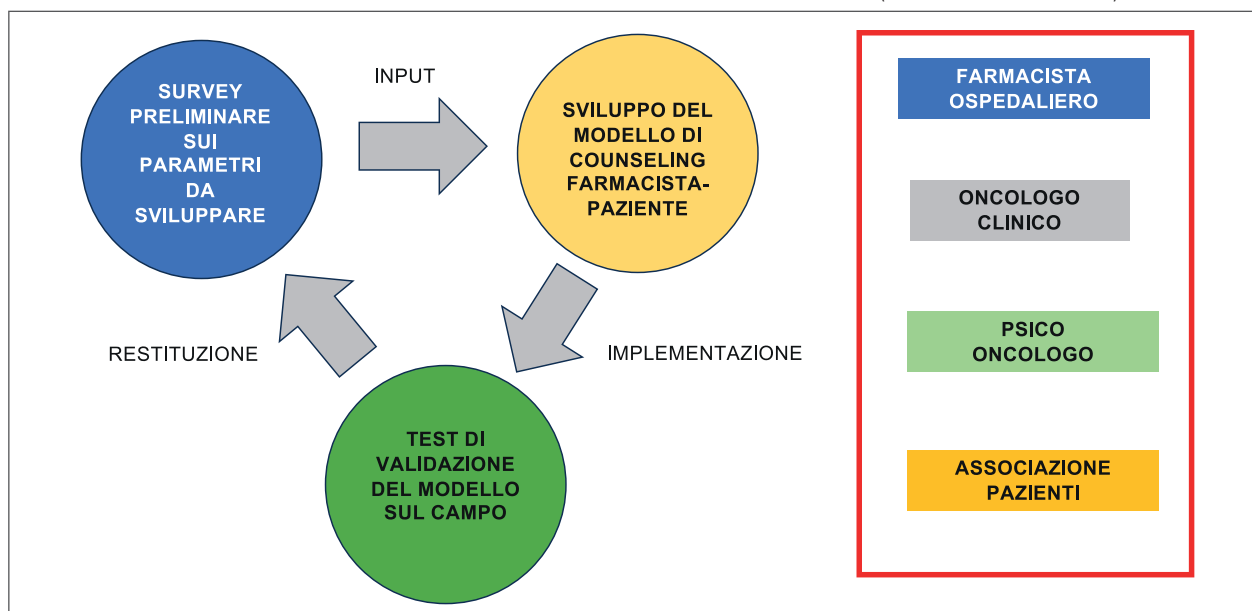 INPUT
SURVEY
PRELIMINARE
SUI
PARAMETRI
DA
SVILUPPARE
SVILUPPO DEL
MODELLO DI
COUNSELING
FARMACISTA-
PAZIENTE
RESTITUZIONE
IMPLEMENTAZIONE
TEST DI
VALIDAZIONE
DEL MODELLO
SUL CAMPO
FARMACISTA
OSPEDALIERO
ONCOLOGO
CLINICO
PSICO
ONCOLOGO
ASSOCIAZIONE
PAZIENTI